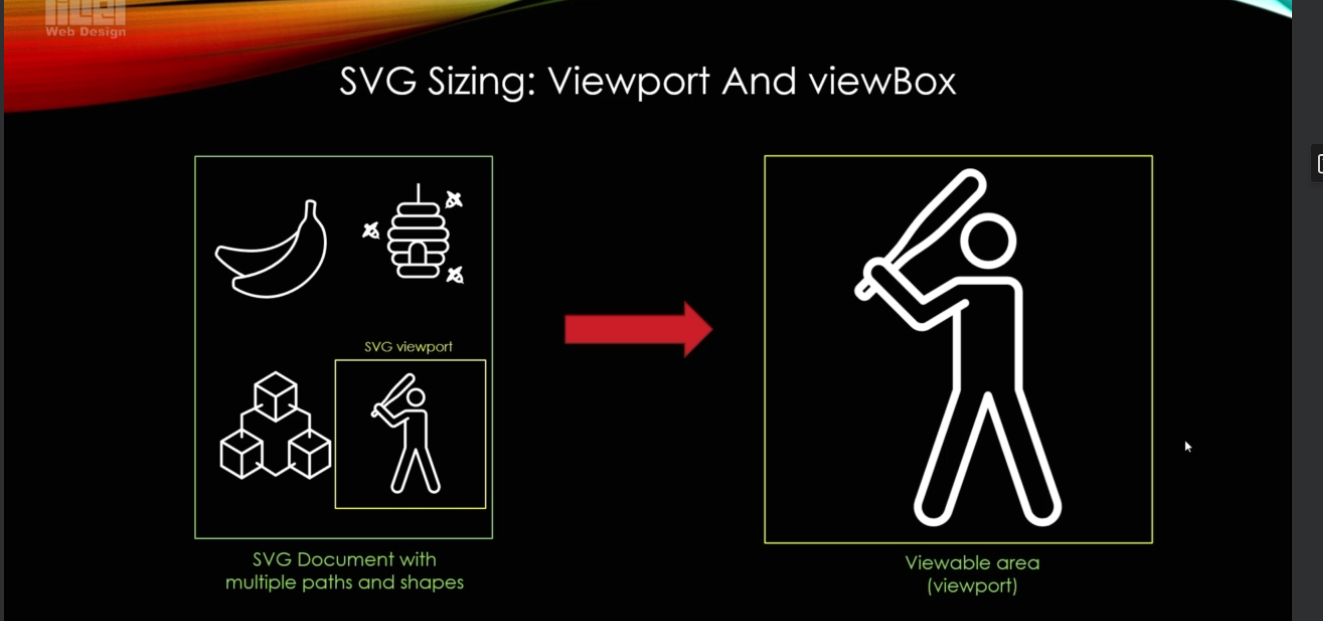 Web Design
SVG Sizing: Viewport And viewBox
SVG viewport
SVG Document with
multiple paths and shapes
Viewable area
(viewport)